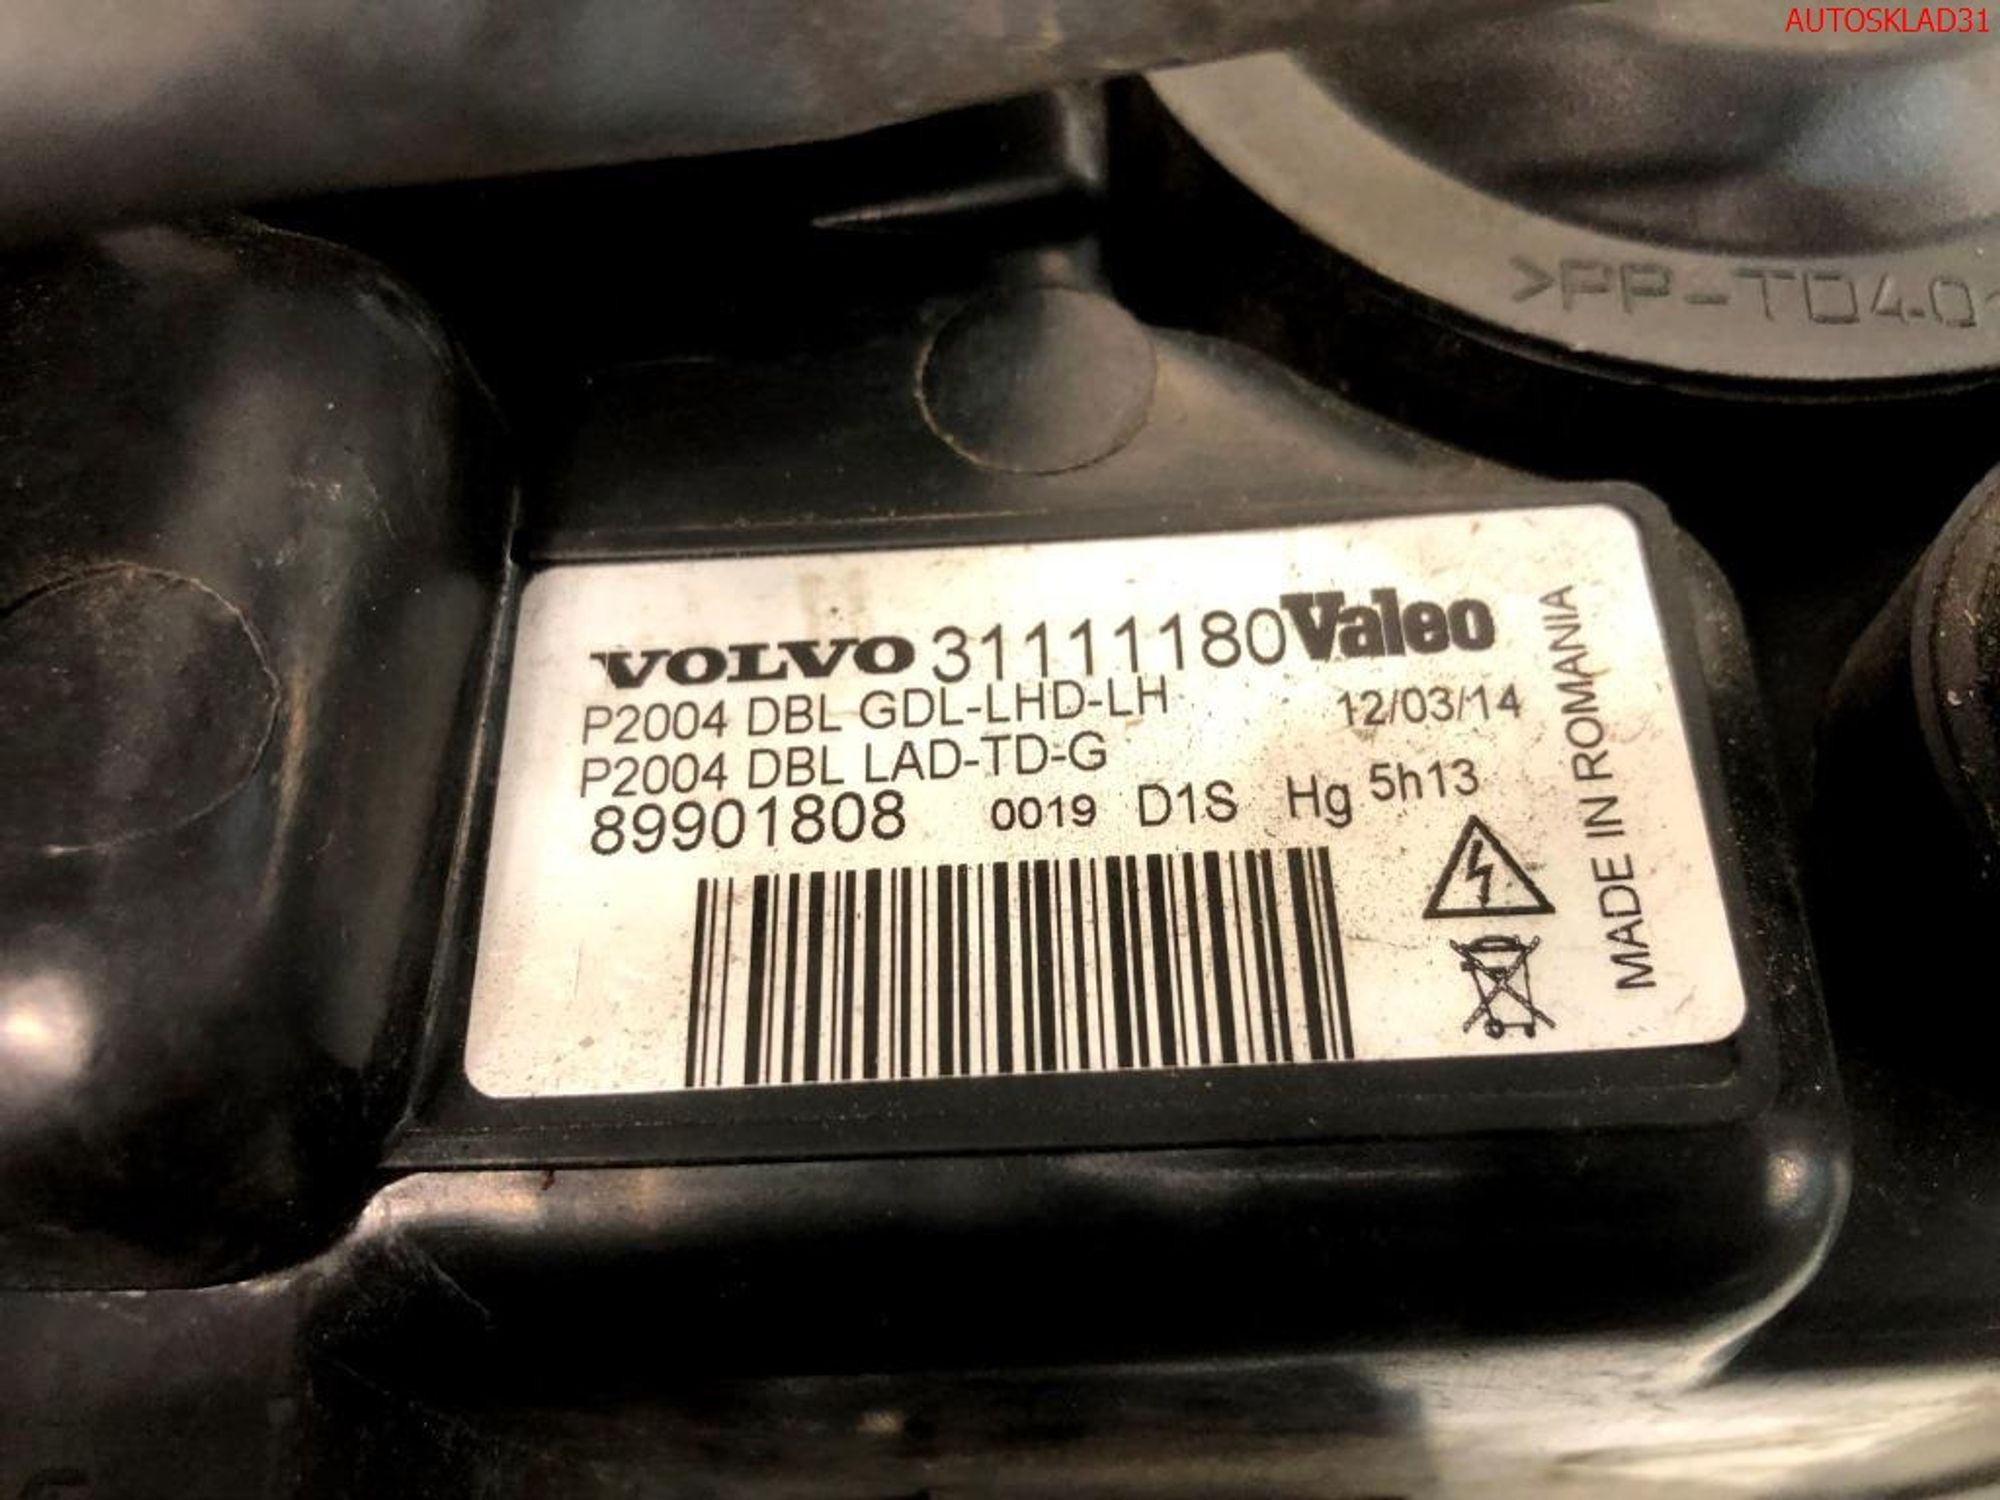 AUTOSKLAD31
>PP-TD40
VOLVO 31111180 Valeo
P2004 DBL GDL-LHD-LH 12/03/14
P2004 DBL LAD-TD-G
89901808 0019 D1S Hg 5h13
MADE IN ROMANIA